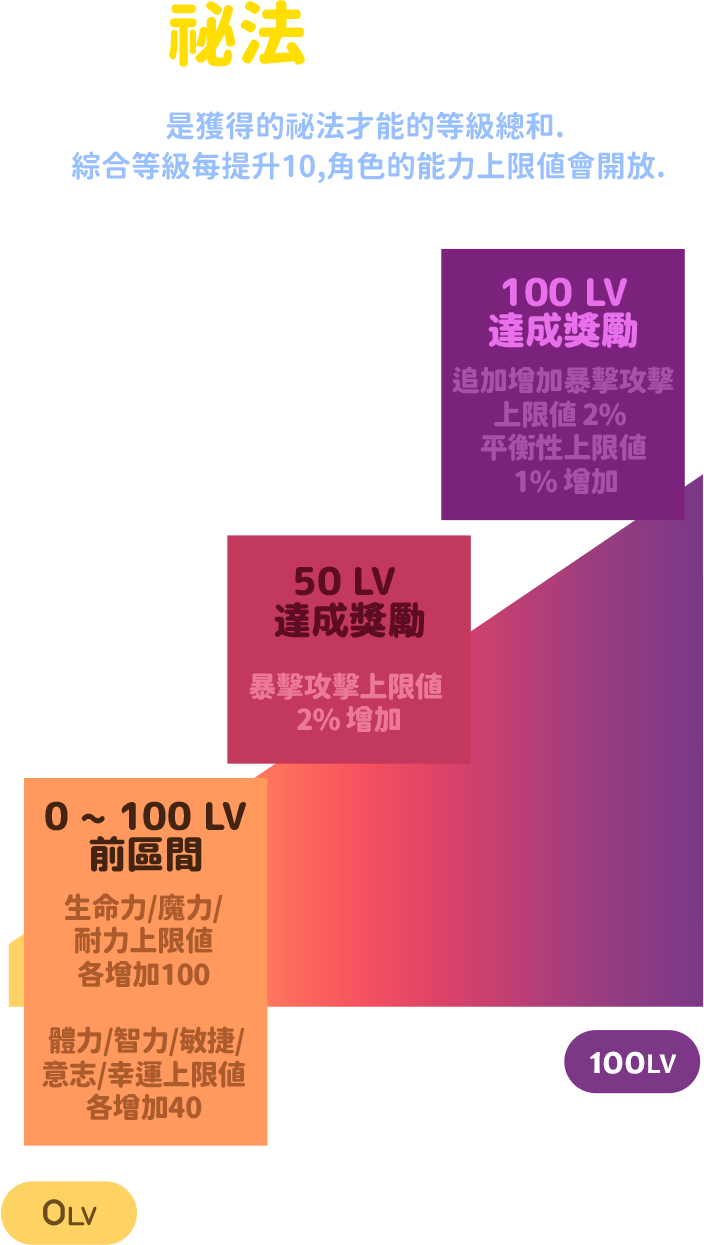 祕法
是獲得的祕法才能的等級總和.
綜合等級每提升10,角色的能力上限值會開放.
100 LV
達成獎勵
追加增加暴擊攻擊
上限值 2%
平衡性上限值
1% 增加
50 LV
達成獎勵
暴擊攻擊上限值
2% 增加
0 ~ 100 LV
前區間
生命力/魔力/
耐力上限值
各增加100
體力/智力/敏捷/
意志/幸運上限值
各增加40
100LV
0LV